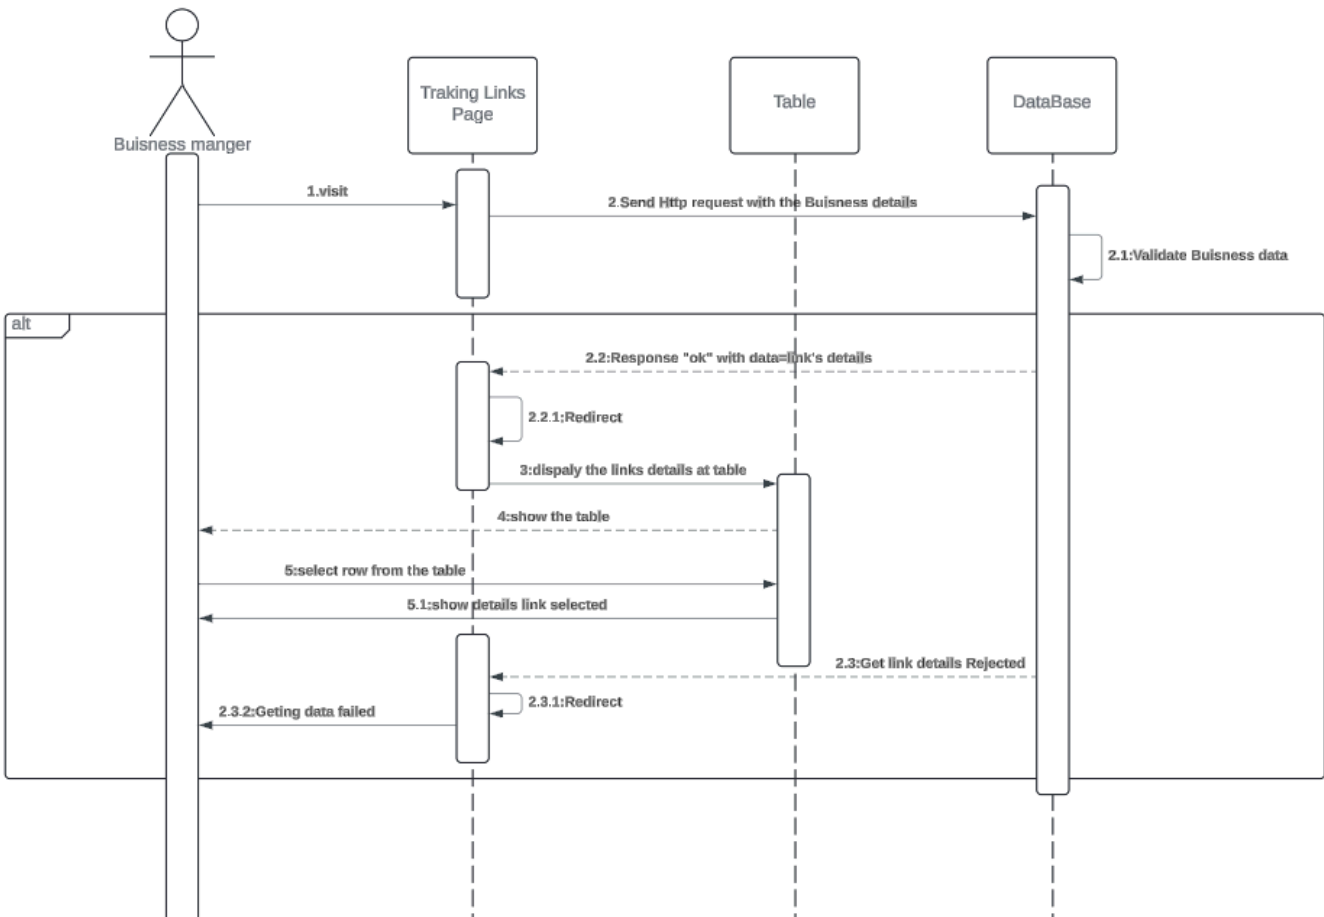 Buisness manger
Traking Links
Page
Table
DataBase
1.visit
2.Send Http request with the Buisness details
2.1:Validate Buisness data
alt
2.2:Response "ok" with data=link's details
2.2.1:Redirect
3:dispaly the links details at table
4:show the table
5:select row from the table
5.1:show details link selected
2.3:Get link details Rejected
2.3.1:Redirect
2.3.2:Geting data failed